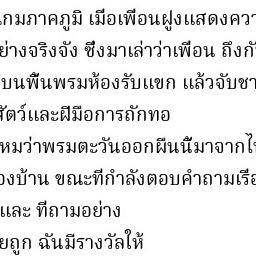 เกมภาคภูมิ เมื่อเพื่อนฝูงแสดงควา
ย่างจริงจัง ซึ่งมาเล่าว่าเพื่อน ถึงกั
บนพื้นพรมห้องรับแขก แล้วจับชา
สัตว์และฝีมือการถักทอ
ไหมว่าพรมตะวันออกผืนนี้มาจากไห
องบ้าน ขณะที่กำลังตอบคำถามเรื่
และ ที่ถามอย่าง
ยถูก ฉันมีรางวัลให้